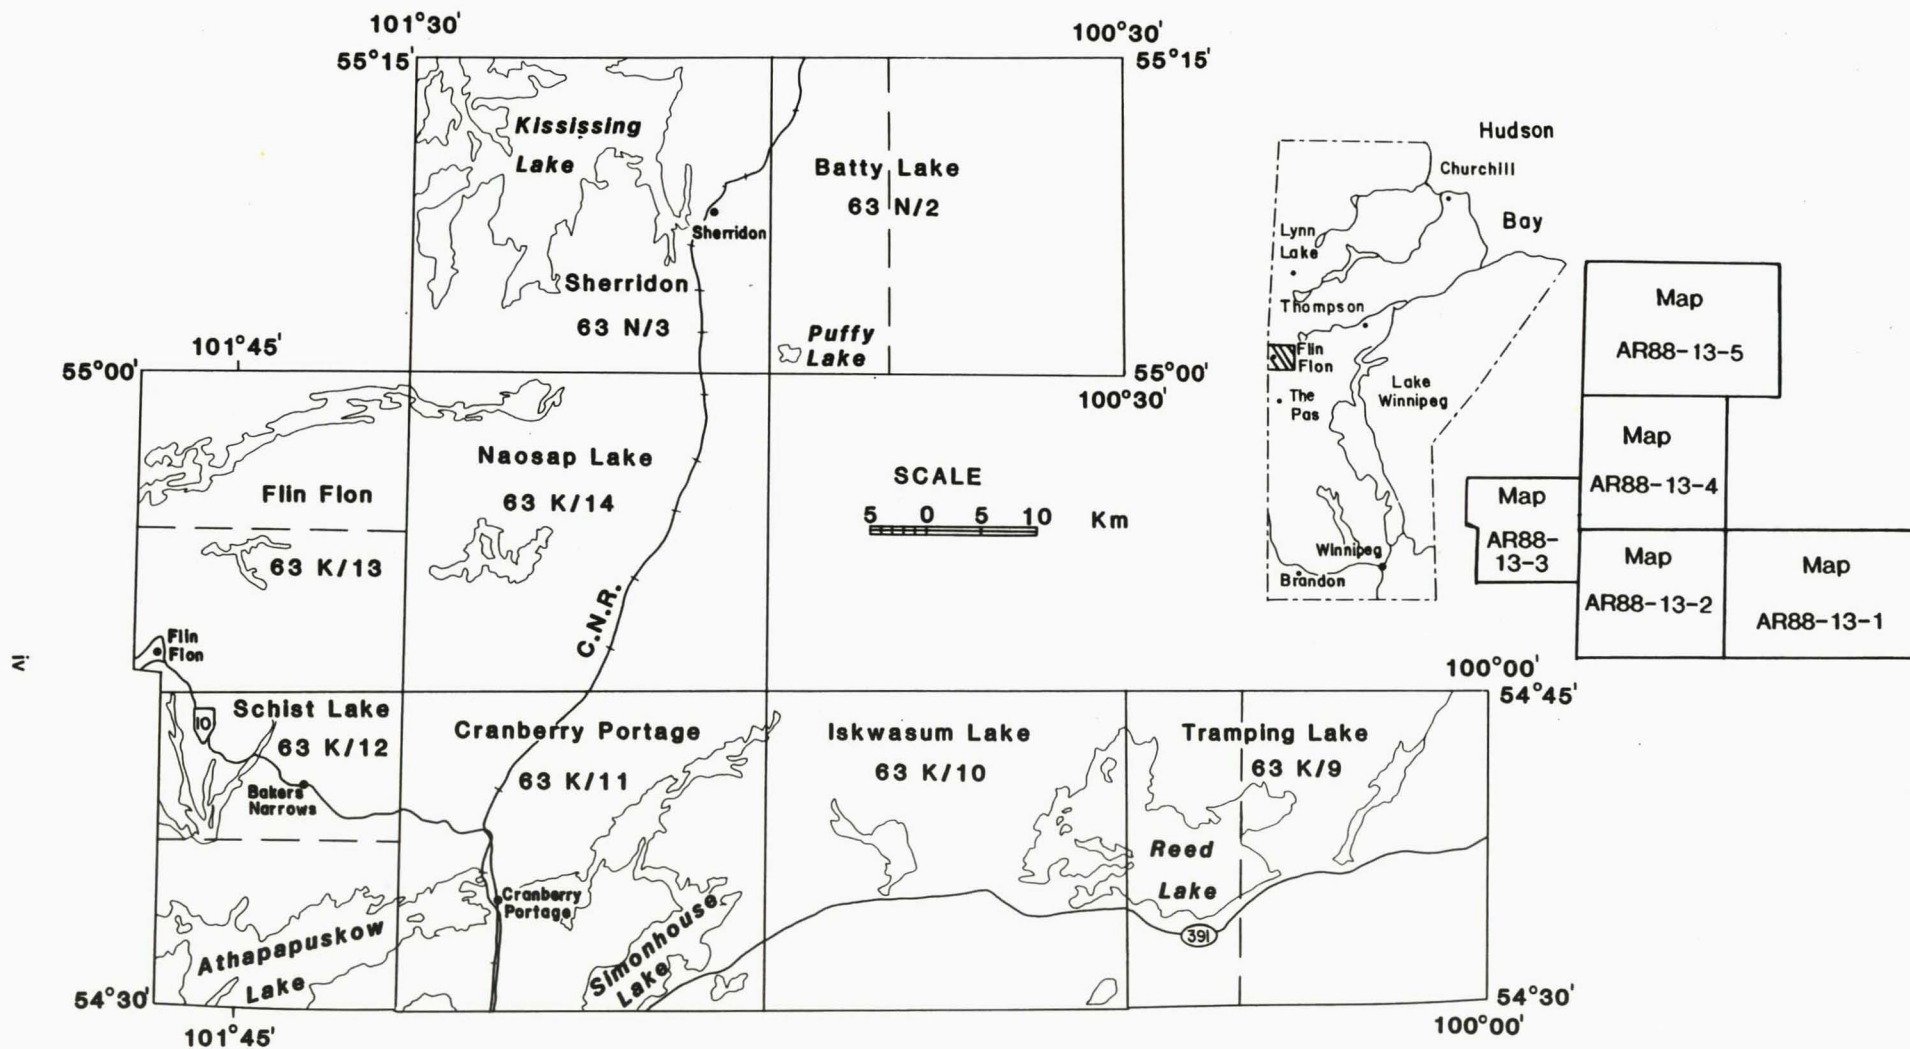 101°30'
100°30'
55°15'
55°15'
Kississing
Lake
Batty Lake
63 N/2
Sherridon
Sherridon
63 N/3
Puffy
Lake
101°45'
55°00'
55°00'
100°30'
Naosap Lake
63 K/14
Flin Flon
63 K/13
SCALE
5 0 5 10 Km
C.N.R.
Flin
Flon
iv
100°00'
54°45'
10
Schist Lake
63 K/12
Bakers
Narrows
Cranberry Portage
63 K/11
Iskwasum Lake
63 K/10
Tramping Lake
63 K/9
Reed
Lake
Cranberry
Portage
Athapapuskow
Lake
Simonhouse
Lake
391
54°30'
54°30'
101°45'
100°00'
Hudson
Churchill
Bay
Lynn
Lake
Thompson
Flin
Flon
The
Pas
Lake
Winnipeg
Winnipeg
Brandon
Map
AR88-13-5
Map
AR88-13-4
Map
AR88-
13-3
Map
AR88-13-2
Map
AR88-13-1